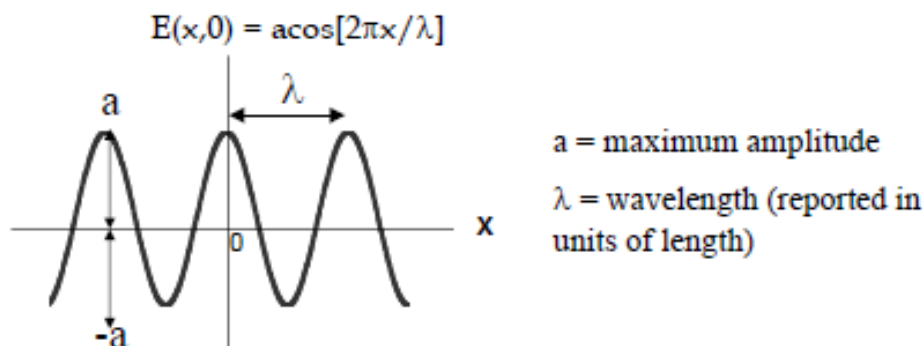 E(x,0) = acos[2πx/λ]
a
λ
a = maximum amplitude
λ = wavelength (reported in
units of length)
x
0
-a